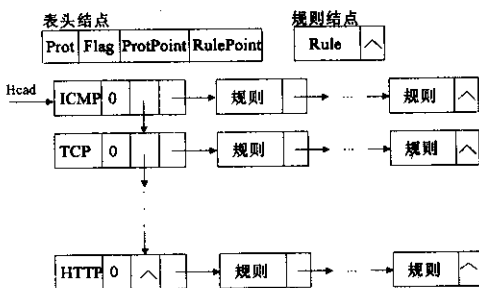 表头结点 规则结点
Prot Flag ProtPoint RulePoint Rule ︿
Head
ICMP 0 规则 ... 规则 ︿
TCP 0 规则 ... 规则 ︿
HTTP 0 ︿ 规则 ... 规则 ︿